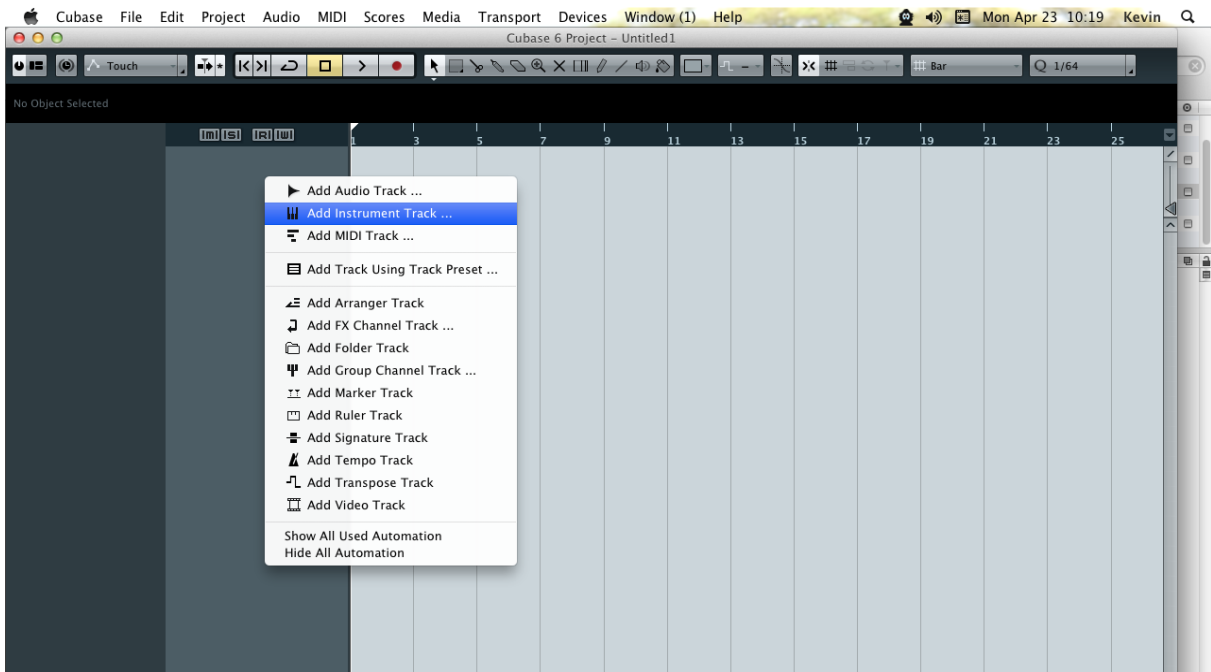 Cubase File Edit Project Audio MIDI Scores Media Transport Devices Window (1) Help Mon Apr 23 10:19 Kevin
Cubase 6 Project – Untitled1
Touch Bar Q 1/64
No Object Selected
M S R W
1 3 5 7 9 11 13 15 17 19 21 23 25
Add Audio Track ...
Add Instrument Track ...
Add MIDI Track ...
Add Track Using Track Preset ...
Add Arranger Track
Add FX Channel Track ...
Add Folder Track
Add Group Channel Track ...
Add Marker Track
Add Ruler Track
Add Signature Track
Add Tempo Track
Add Transpose Track
Add Video Track
Show All Used Automation
Hide All Automation